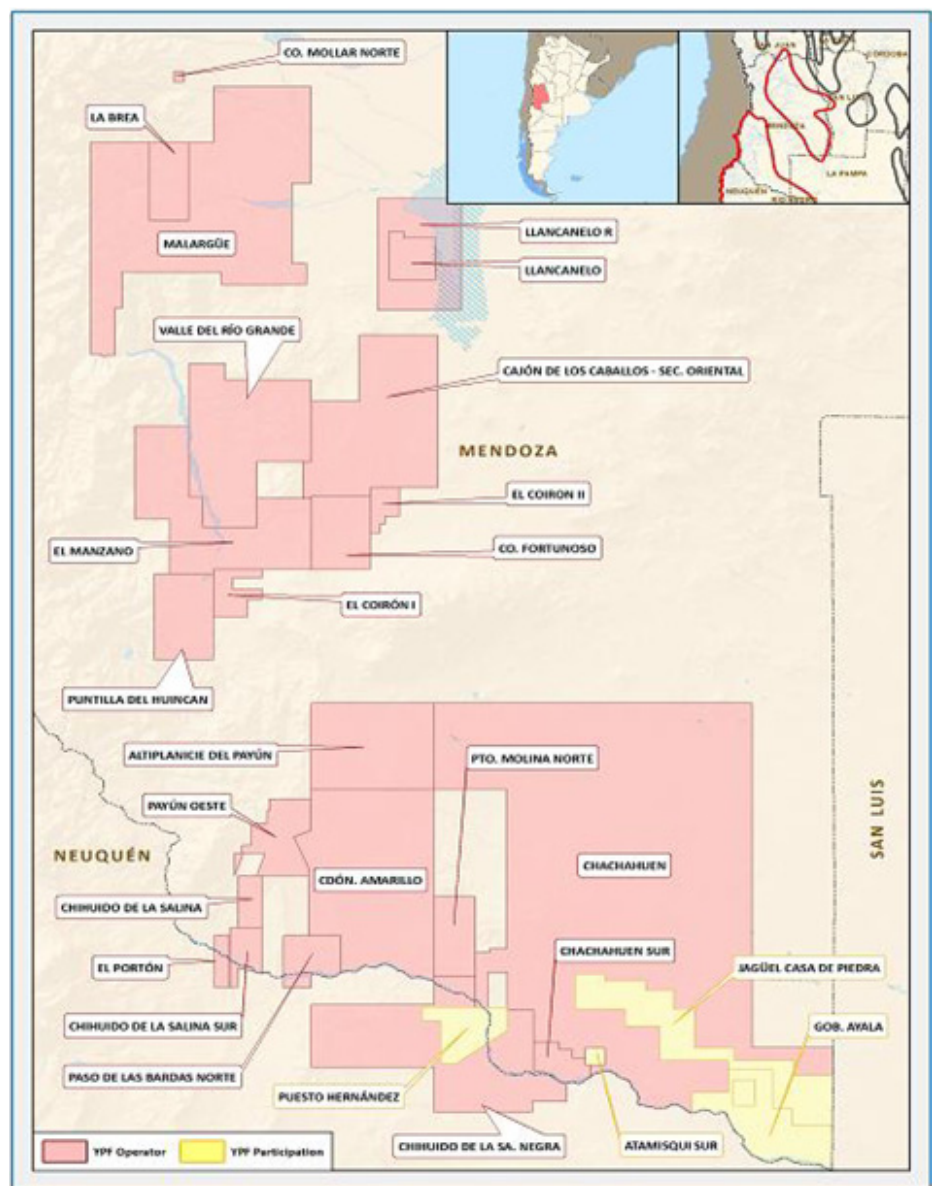 CO. MOLLAR NORTE
LA BREA
MALARGÜE
LLANCANELO R
LLANCANELO
VALLE DEL RÍO GRANDE
CAJÓN DE LOS CABALLOS - SEC. ORIENTAL
MENDOZA
EL COIRON II
EL MANZANO
CO. FORTUNOSO
EL COIRÓN I
PUNTILLA DEL HUINCAN
ALTIPLANICIE DEL PAYÚN
PTO. MOLINA NORTE
PAYÚN OESTE
SAN LUIS
NEUQUÉN
CDÓN. AMARILLO
CHACHAHUEN
CHIHUIDO DE LA SALINA
CHACHAHUEN SUR
EL PORTÓN
JAGÜEL CASA DE PIEDRA
CHIHUIDO DE LA SALINA SUR
GOB. AYALA
PASO DE LAS BARDAS NORTE
PUESTO HERNÁNDEZ
CHIHUIDO DE LA SA. NEGRA
ATAMISQUI SUR
YPF Operator
YPF Participation
MENDOZA
LA PAMPA
NEUQUÉN